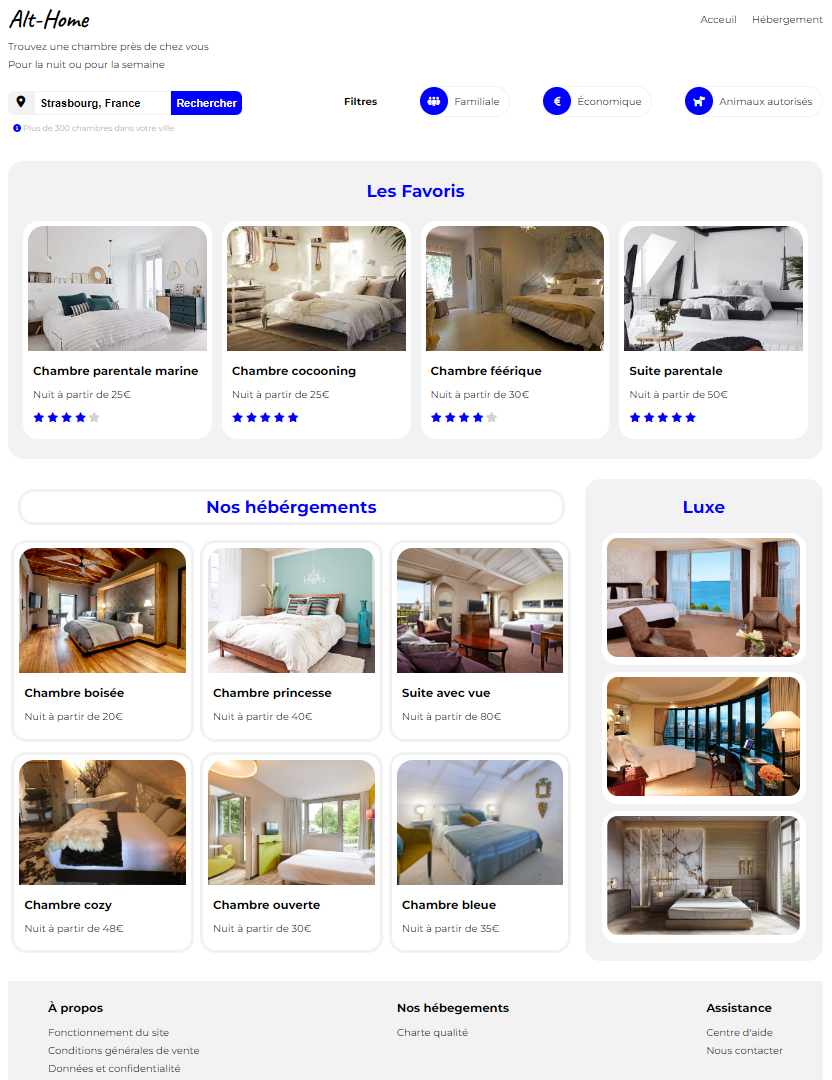 Alt-Home
Acceuil
Hébergement
Trouvez une chambre près de chez vous
Pour la nuit ou pour la semaine
Strasbourg, France
Rechercher
Filtres
Familiale
Économique
Animaux autorisés
Plus de 300 chambres dans votre ville
Les Favoris
Chambre parentale marine
Nuit à partir de 25€
Chambre cocooning
Nuit à partir de 25€
Chambre féérique
Nuit à partir de 30€
Suite parentale
Nuit à partir de 50€
Nos hébérgements
Chambre boisée
Nuit à partir de 20€
Chambre princesse
Nuit à partir de 40€
Suite avec vue
Nuit à partir de 80€
Chambre cozy
Nuit à partir de 48€
Chambre ouverte
Nuit à partir de 30€
Chambre bleue
Nuit à partir de 35€
Luxe
À propos
Fonctionnement du site
Conditions générales de vente
Données et confidentialité
Nos hébegements
Charte qualité
Assistance
Centre d'aide
Nous contacter